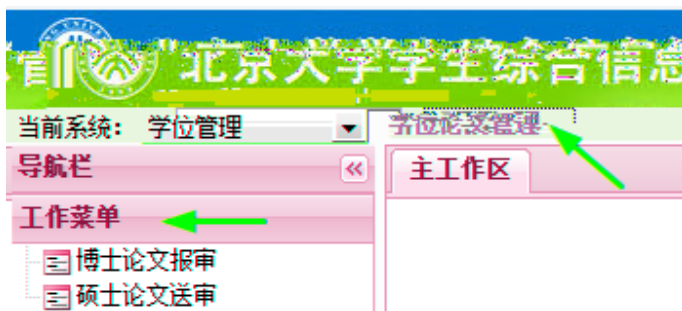 北京大学学生综合信息
当前系统： 学位管理 学位论文管理
导航栏 主工作区
工作菜单
博士论文报审
硕士论文送审